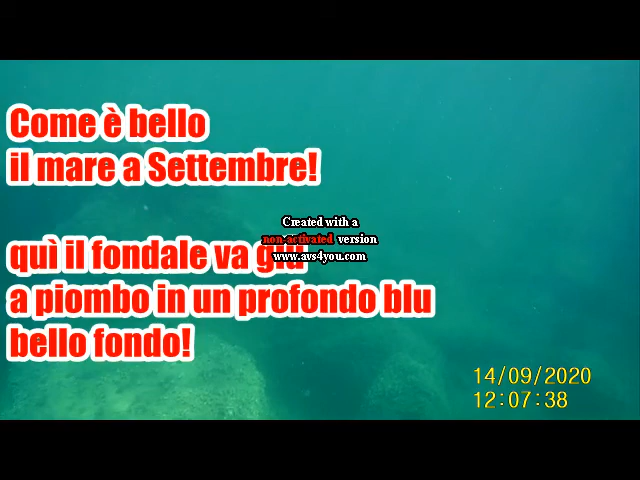 Come è bello
il mare a Settembre!
quì il fondale va giù
a piombo in un profondo blu
bello fondo!
Created with a
non-activated version
www.avs4you.com
14/09/2020
12:07:38